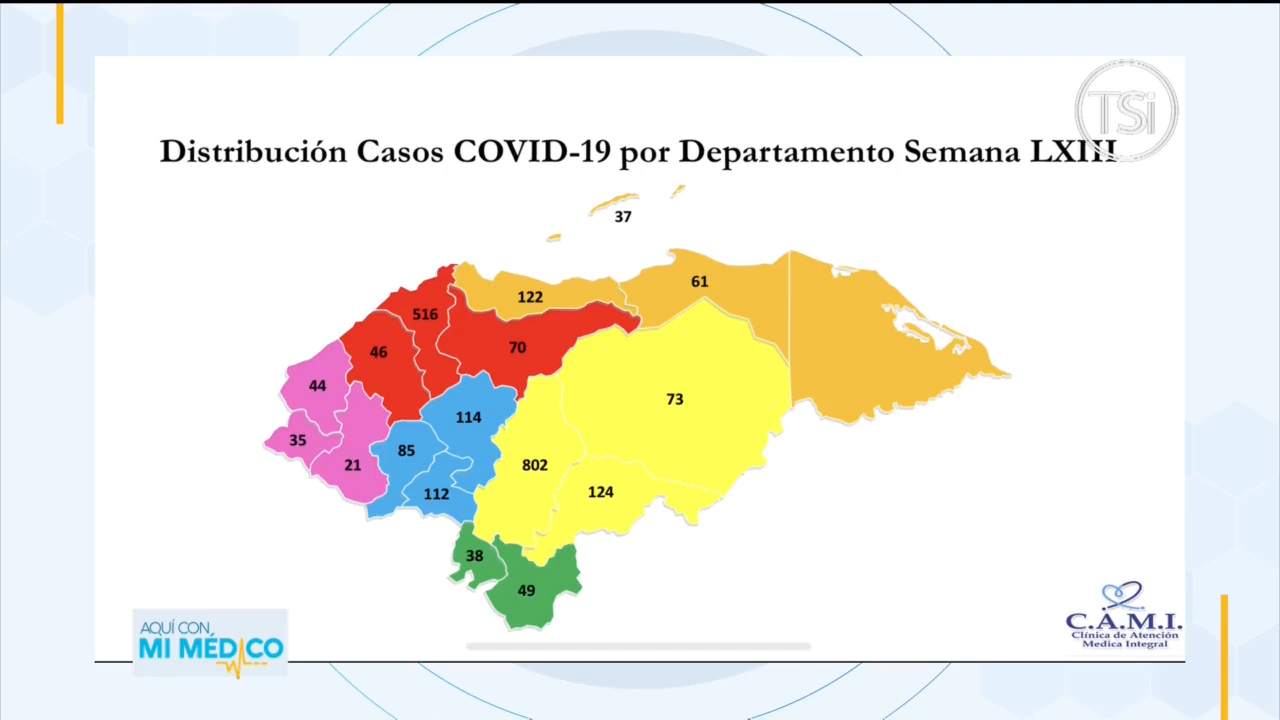 TSi
Distribución Casos COVID-19 por Departamento Semana LXIII
37
61
122
516
70
46
44
73
114
35
85
21
802
112
124
38
49
AQUÍ CON
MI MÉDICO
C.A.M.I.
Clínica de Atención
Medica Integral